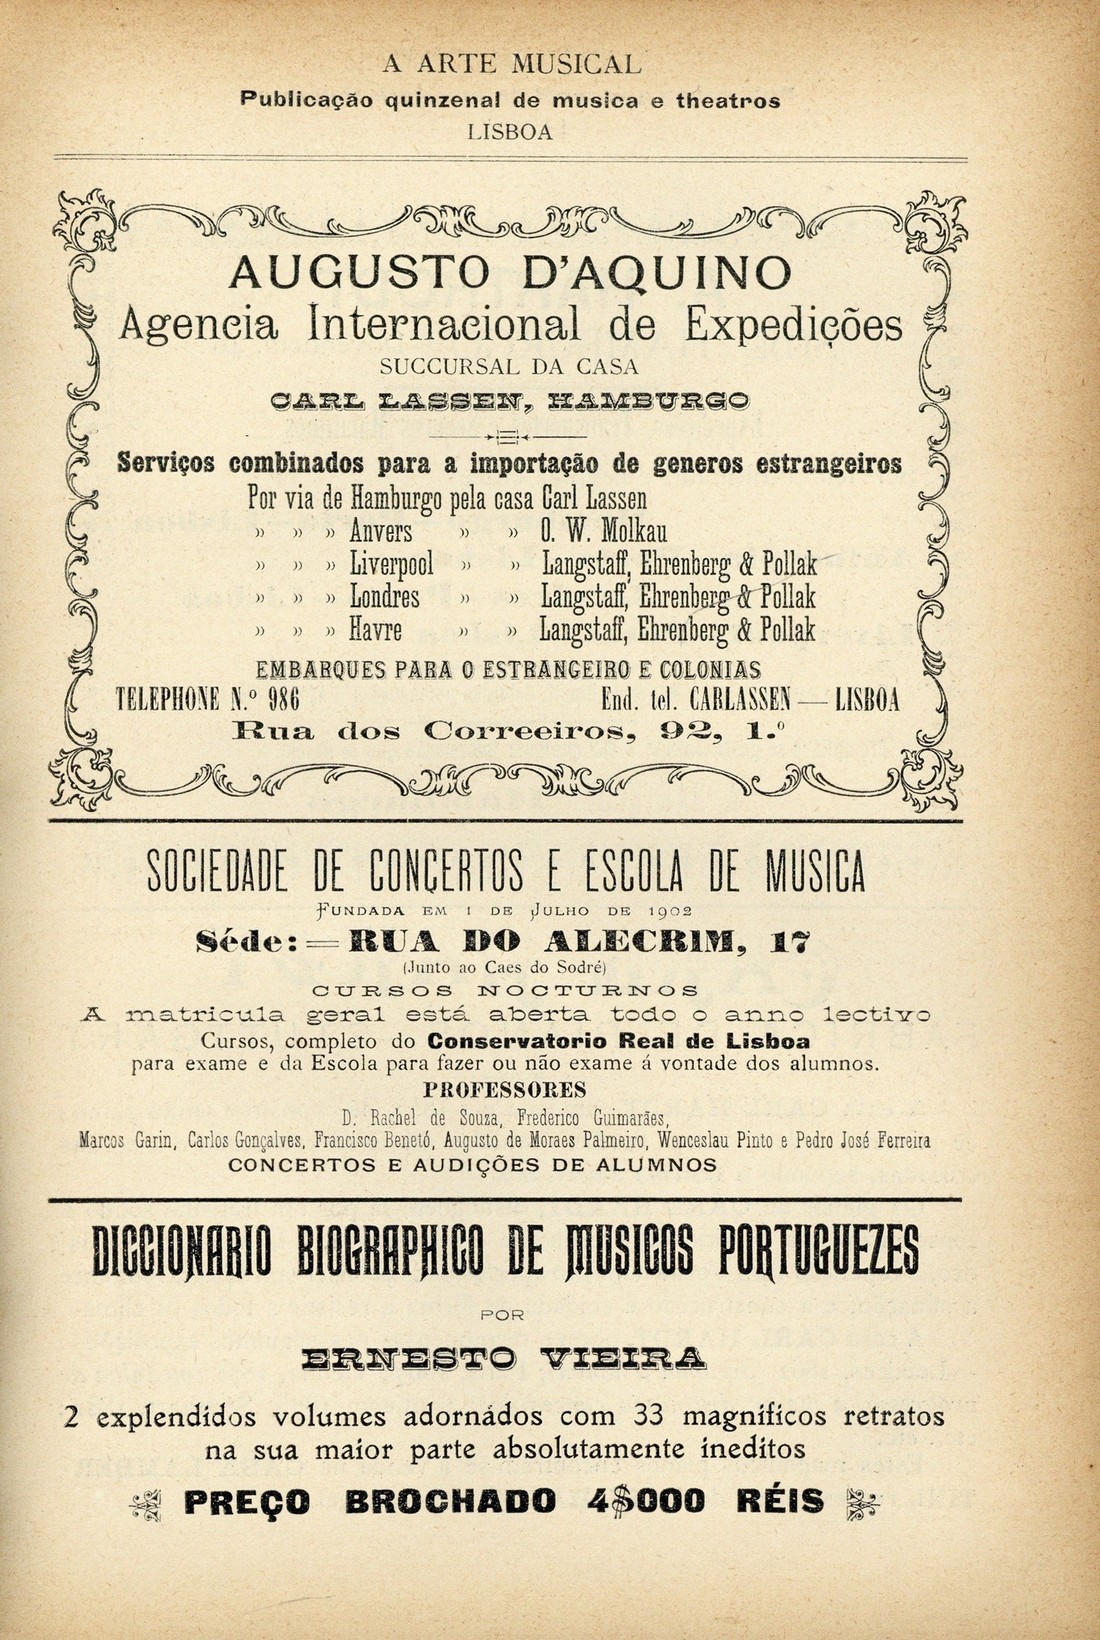 A ARTE MUSICAL
Publicação quinzenal de musica e theatros
LISBOA
AUGUSTO D'AQUINO
Agencia Internacional de Expedições
SUCCURSAL DA CASA
CARL LASSEN, HAMBURGO
Serviços combinados para a importação de generos estrangeiros
Por via de Hamburgo pela casa Carl Lassen
» » » Anvers » » O. W. Molkau
» » » Liverpool » » Langstaff, Ehrenberg & Pollak
» » » Londres » » Langstaff, Ehrenberg & Pollak
» » » Havre » » Langstaff, Ehrenberg & Pollak
EMBARQUES PARA O ESTRANGEIRO E COLONIAS
TELEPHONE N.º 986 End. tel. CARLASSEN — LISBOA
Rua dos Correeiros, 92, 1.º
SOCIEDADE DE CONCERTOS E ESCOLA DE MUSICA
FUNDADA EM 1 DE JULHO DE 1902
Séde: = RUA DO ALECRIM, 17
(Junto ao Caes do Sodré)
CURSOS NOCTURNOS
A matricula geral está aberta todo o anno lectivo
Cursos, completo do Conservatorio Real de Lisboa
para exame e da Escola para fazer ou não exame á vontade dos alumnos.
PROFESSORES
D. Rachel de Souza, Frederico Guimarães,
Marcos Garin, Carlos Gonçalves, Francisco Benetó, Augusto de Moraes Palmeiro, Wenceslau Pinto e Pedro José Ferreira
CONCERTOS E AUDIÇÕES DE ALUMNOS
DICCIONARIO BIOGRAPHICO DE MUSICOS PORTUGUEZES
POR
ERNESTO VIEIRA
2 explendidos volumes adornádos com 33 magnificos retratos
na sua maior parte absolutamente ineditos
PREÇO BROCHADO 4$000 RÉIS